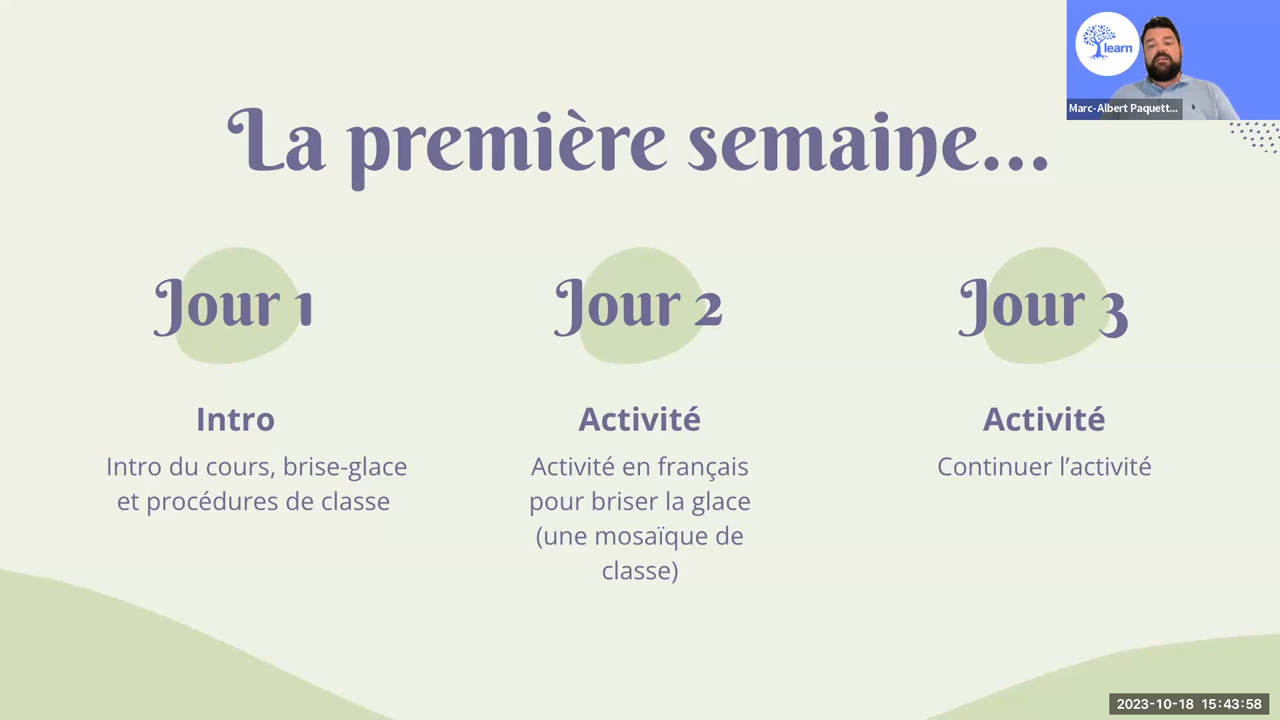 learn
Marc-Albert Paquett...
La première semaine...
Jour 1
Jour 2
Jour 3
Intro
Intro du cours, brise-glace
et procédures de classe
Activité
Activité en français
pour briser la glace
(une mosaïque de
classe)
Activité
Continuer l’activité
2023-10-18 15:43:58